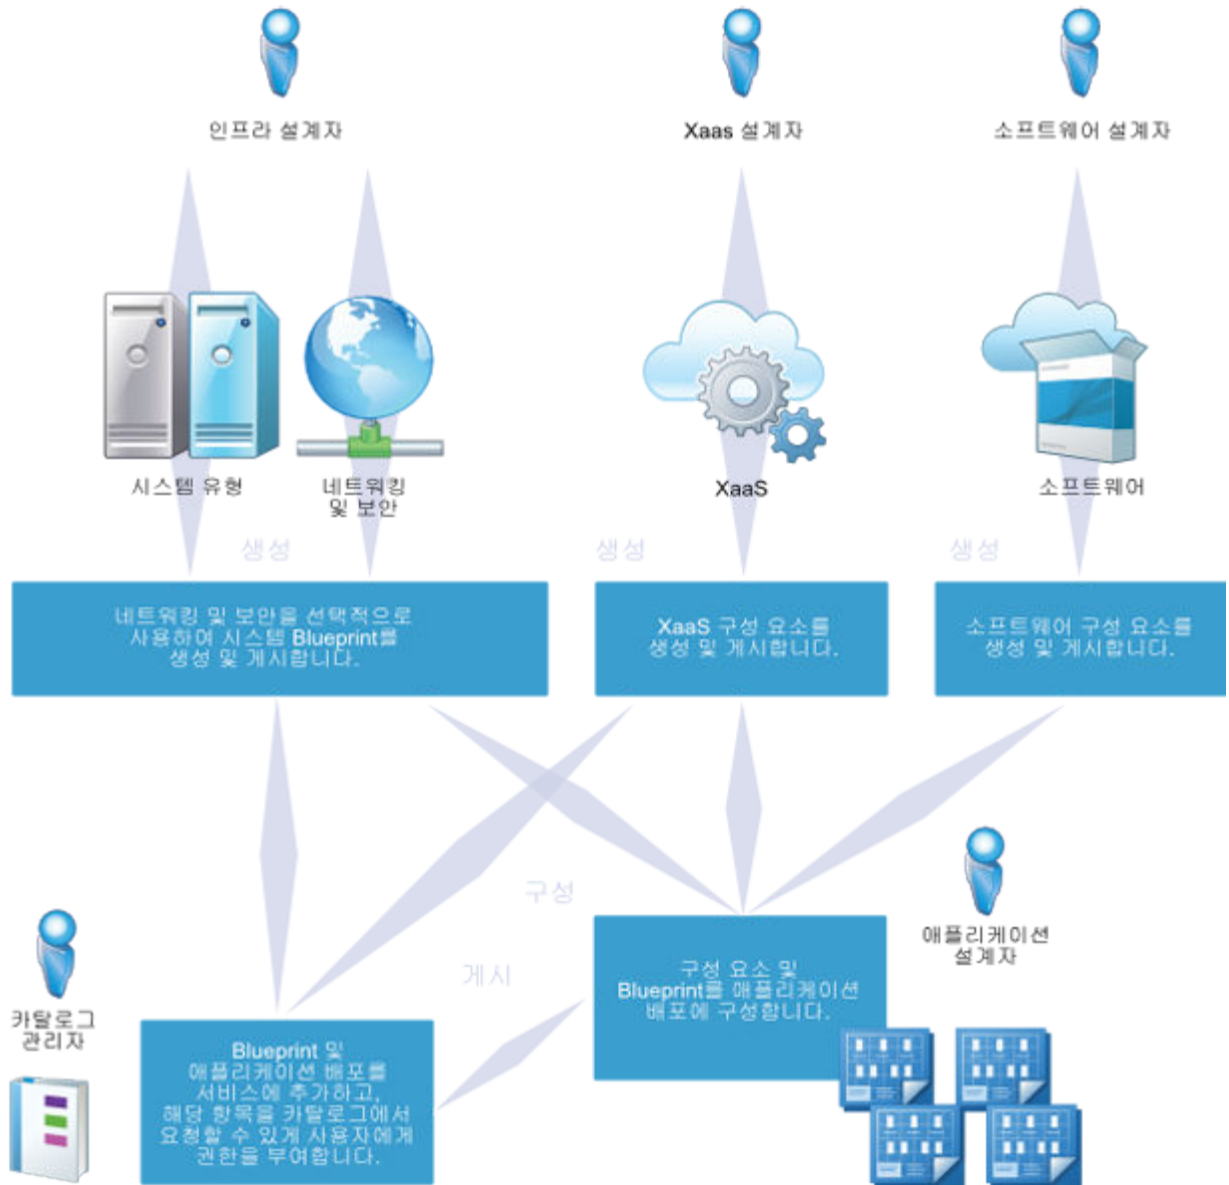 인프라 설계자
Xaas 설계자
소프트웨어 설계자
시스템 유형
네트워킹
및 보안
XaaS
소프트웨어
생성
생성
생성
네트워킹 및 보안을 선택적으로
사용하여 시스템 Blueprint를
생성 및 게시합니다.
XaaS 구성 요소를
생성 및 게시합니다.
소프트웨어 구성 요소를
생성 및 게시합니다.
구성
게시
애플리케이션
설계자
구성 요소 및
Blueprint를 애플리케이션
배포에 구성합니다.
카탈로그
관리자
Blueprint 및
애플리케이션 배포를
서비스에 추가하고,
해당 항목을 카탈로그에서
요청할 수 있게 사용자에게
권한을 부여합니다.